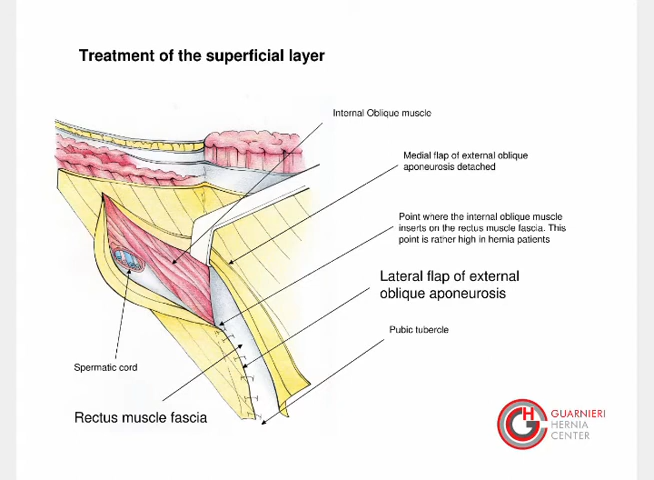 Treatment of the superficial layer
Internal Oblique muscle
Medial flap of external oblique
aponeurosis detached
Point where the internal oblique muscle
inserts on the rectus muscle fascia. This
point is rather high in hernia patients
Lateral flap of external
oblique aponeurosis
Pubic tubercle
Spermatic cord
Rectus muscle fascia
GH
GUARNIERI
HERNIA
CENTER